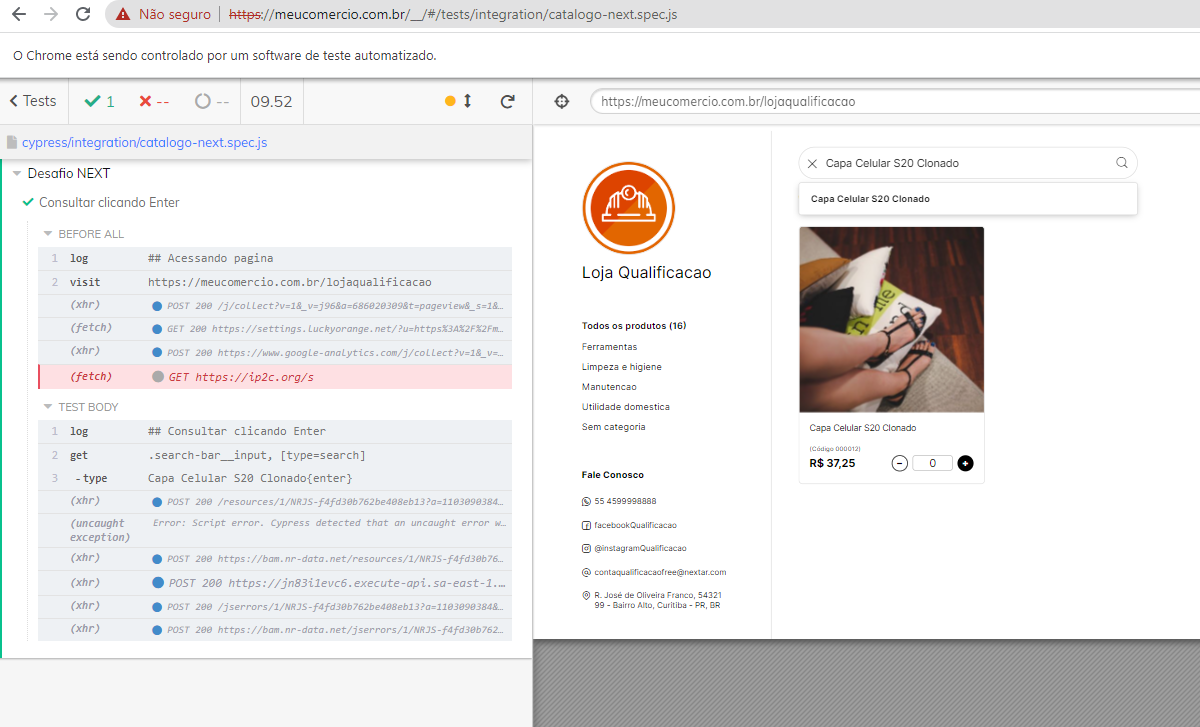 Não seguro | https://meucomercio.com.br/__/#/tests/integration/catalogo-next.spec.js
O Chrome está sendo controlado por um software de teste automatizado.
Tests 1 -- -- 09.52
cypress/integration/catalogo-next.spec.js
Desafio NEXT
Consultar clicando Enter
BEFORE ALL
1 log ## Acessando pagina
2 visit https://meucomercio.com.br/lojaqualificacao
(xhr) POST 200 /j/collect?v=1&_v=j96&a=686020309&t=pageview&_s=1&…
(fetch) GET 200 https://settings.luckyorange.net/?u=https%3A%2F%2Fm…
(xhr) POST 200 https://www.google-analytics.com/j/collect?v=1&_v=…
(fetch) GET https://ip2c.org/s
TEST BODY
1 log ## Consultar clicando Enter
2 get .search-bar__input, [type=search]
3 -type Capa Celular S20 Clonado{enter}
(xhr) POST 200 /resources/1/NRJS-f4fd30b762be408eb13?a=1103090384…
(uncaught exception) Error: Script error. Cypress detected that an uncaught error w…
(xhr) POST 200 https://bam.nr-data.net/resources/1/NRJS-f4fd30b76…
(xhr) POST 200 https://jn83i1evc6.execute-api.sa-east-1.…
(xhr) POST 200 /jserrors/1/NRJS-f4fd30b762be408eb13?a=1103090384&…
(xhr) POST 200 https://bam.nr-data.net/jserrors/1/NRJS-f4fd30b762…
https://meucomercio.com.br/lojaqualificacao
Loja Qualificacao
Todos os produtos (16)
Ferramentas
Limpeza e higiene
Manutencao
Utilidade domestica
Sem categoria
Fale Conosco
55 4599998888
facebookQualificacao
@instagramQualificacao
contaqualificacaofree@nextar.com
R. José de Oliveira Franco, 54321
99 - Bairro Alto, Curitiba - PR, BR
Capa Celular S20 Clonado
Capa Celular S20 Clonado
Capa Celular S20 Clonado
(Código 000012)
R$ 37,25 0